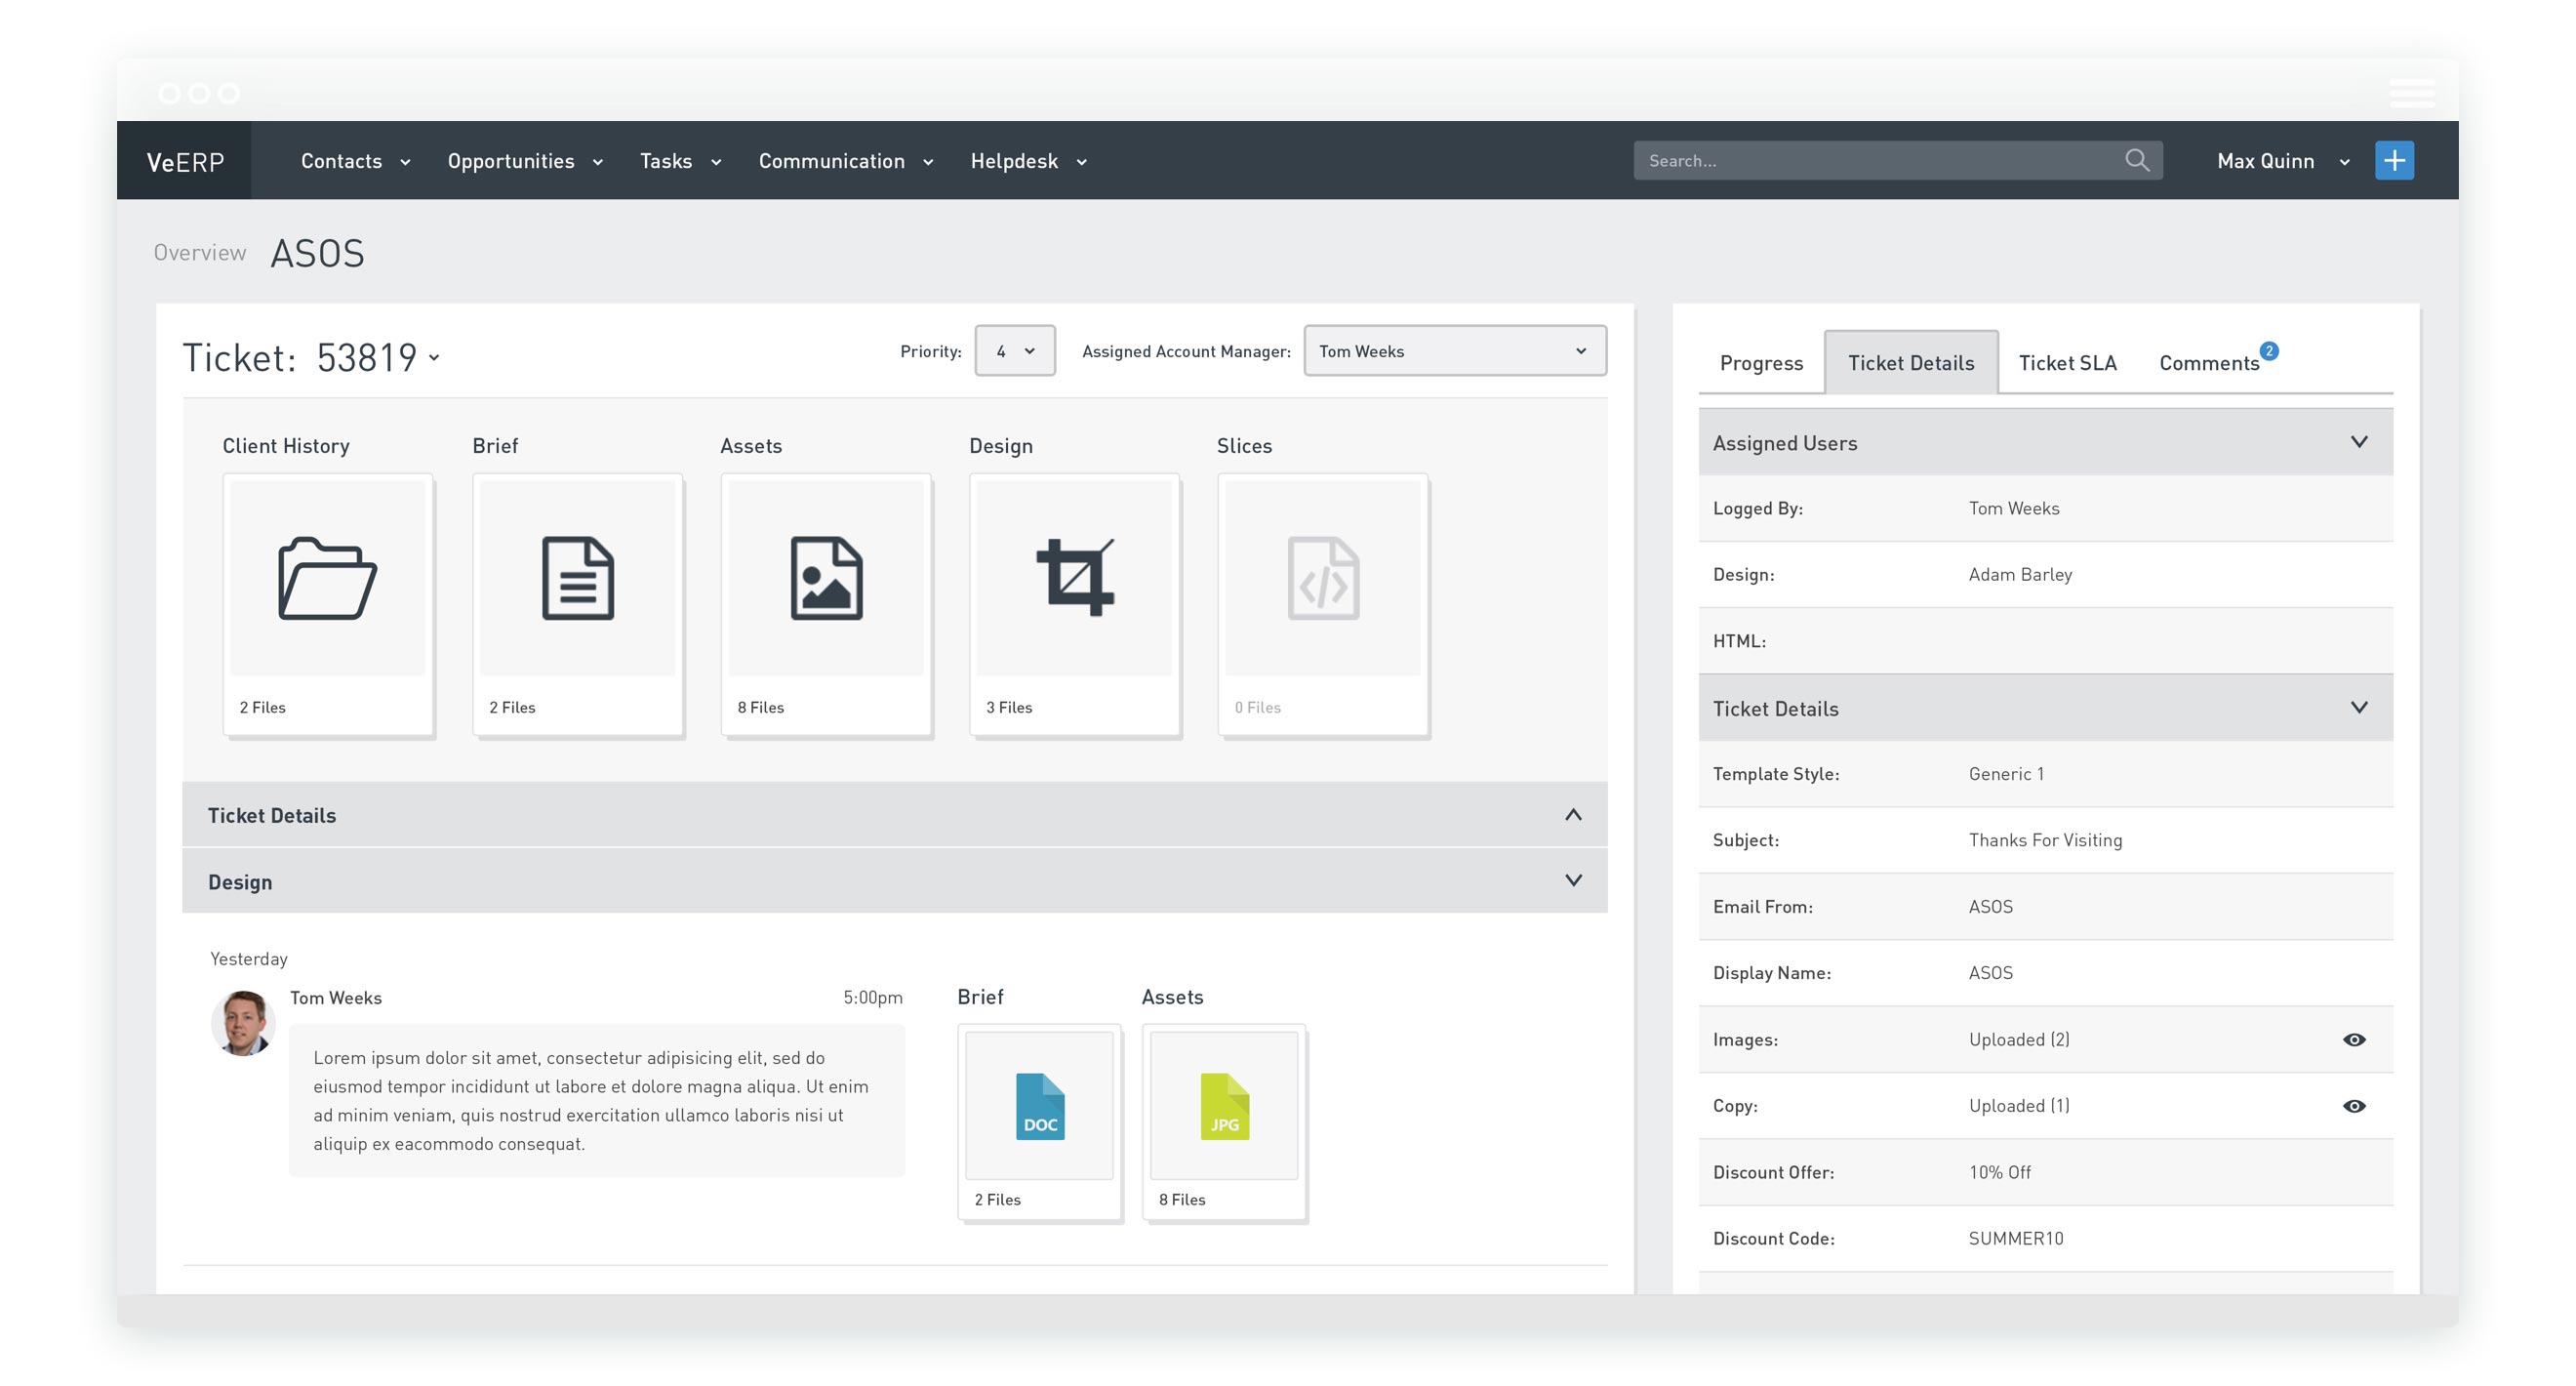 VeERP Contacts Opportunities Tasks Communication Helpdesk Search... Max Quinn
Overview ASOS
Ticket: 53819 Priority: 4 Assigned Account Manager: Tom Weeks
Client History Brief Assets Design Slices
2 Files 2 Files 8 Files 3 Files 0 Files
Ticket Details
Design
Yesterday
Tom Weeks 5:00pm
Lorem ipsum dolor sit amet, consectetur adipisicing elit, sed do
eiusmod tempor incididunt ut labore et dolore magna aliqua. Ut enim
ad minim veniam, quis nostrud exercitation ullamco laboris nisi ut
aliquip ex eacommodo consequat.
Brief Assets
DOC JPG
2 Files 8 Files
Progress Ticket Details Ticket SLA Comments 2
Assigned Users
Logged By: Tom Weeks
Design: Adam Barley
HTML:
Ticket Details
Template Style: Generic 1
Subject: Thanks For Visiting
Email From: ASOS
Display Name: ASOS
Images: Uploaded (2)
Copy: Uploaded (1)
Discount Offer: 10% Off
Discount Code: SUMMER10